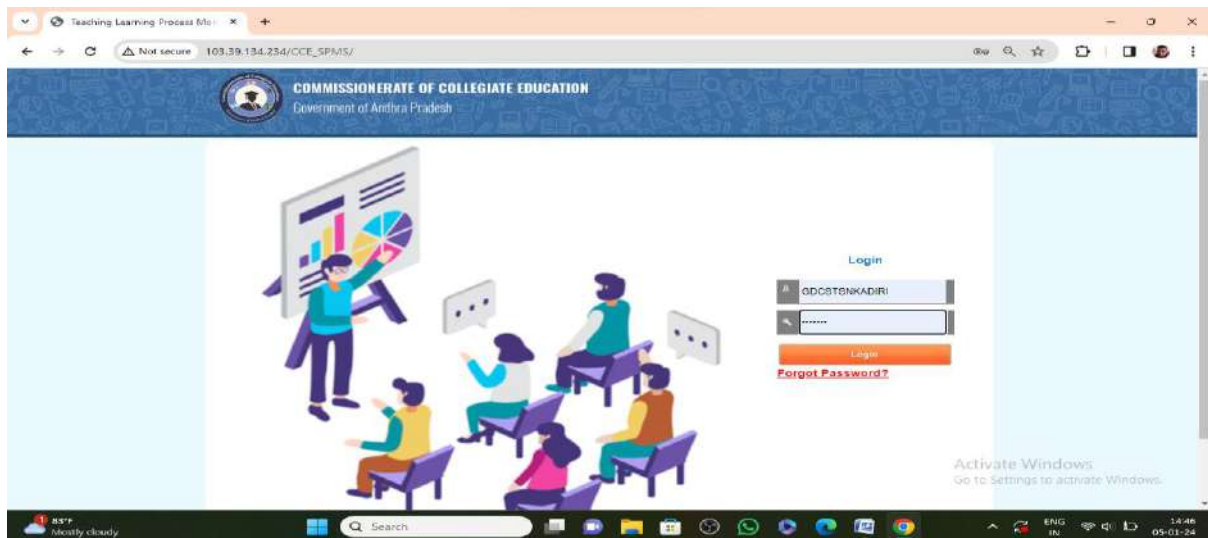 Teaching Learning Process Mo
Not secure 103.39.134.234/CCE_SPMS/
COMMISSIONERATE OF COLLEGIATE EDUCATION
Government of Andhra Pradesh
Login
GDCSTSNKADIRI
.......
Login
Forgot Password?
Activate Windows
Go to Settings to activate Windows.
1
83°F
Mostly cloudy
Search
ENG
IN
14:46
05-01-24